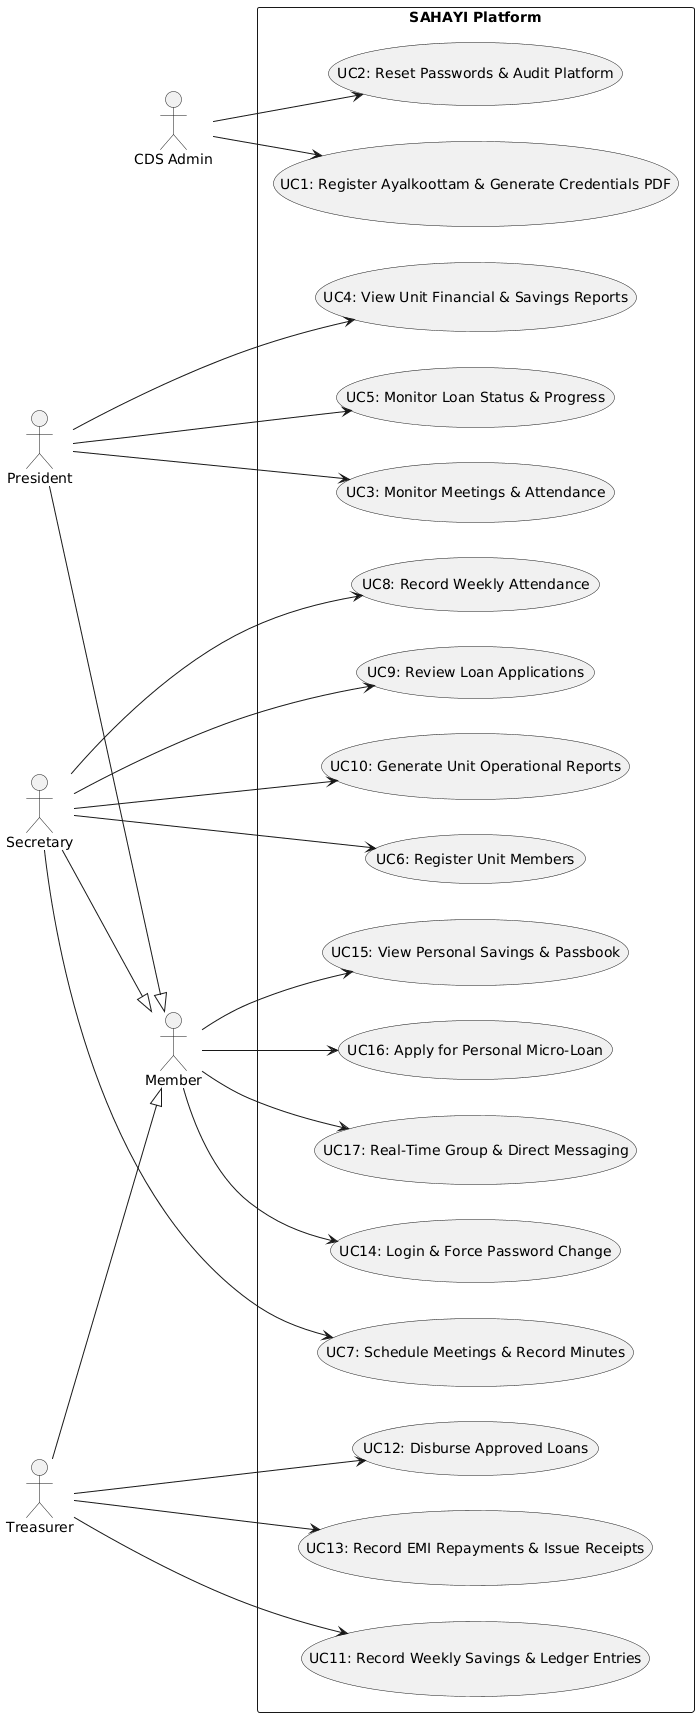 SAHAYI Platform
UC2: Reset Passwords & Audit Platform
CDS Admin
UC1: Register Ayalkoottam & Generate Credentials PDF
UC4: View Unit Financial & Savings Reports
UC5: Monitor Loan Status & Progress
President
UC3: Monitor Meetings & Attendance
UC8: Record Weekly Attendance
UC9: Review Loan Applications
UC10: Generate Unit Operational Reports
Secretary
UC6: Register Unit Members
UC15: View Personal Savings & Passbook
UC16: Apply for Personal Micro-Loan
Member
UC17: Real-Time Group & Direct Messaging
UC14: Login & Force Password Change
UC7: Schedule Meetings & Record Minutes
UC12: Disburse Approved Loans
Treasurer
UC13: Record EMI Repayments & Issue Receipts
UC11: Record Weekly Savings & Ledger Entries